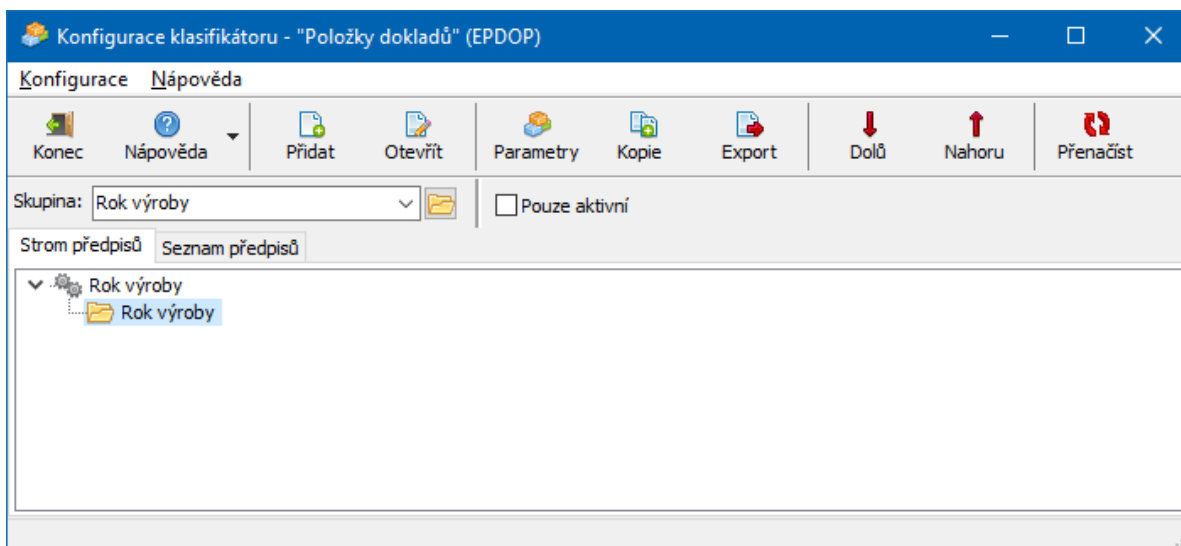 Konfigurace klasifikátoru - "Položky dokladů" (EPDOP)
Konfigurace Nápověda
Konec Nápověda Přidat Otevřít Parametry Kopie Export Dolů Nahoru Přenačíst
Skupina: Rok výroby Pouze aktivní
Strom předpisů Seznam předpisů
Rok výroby
Rok výroby